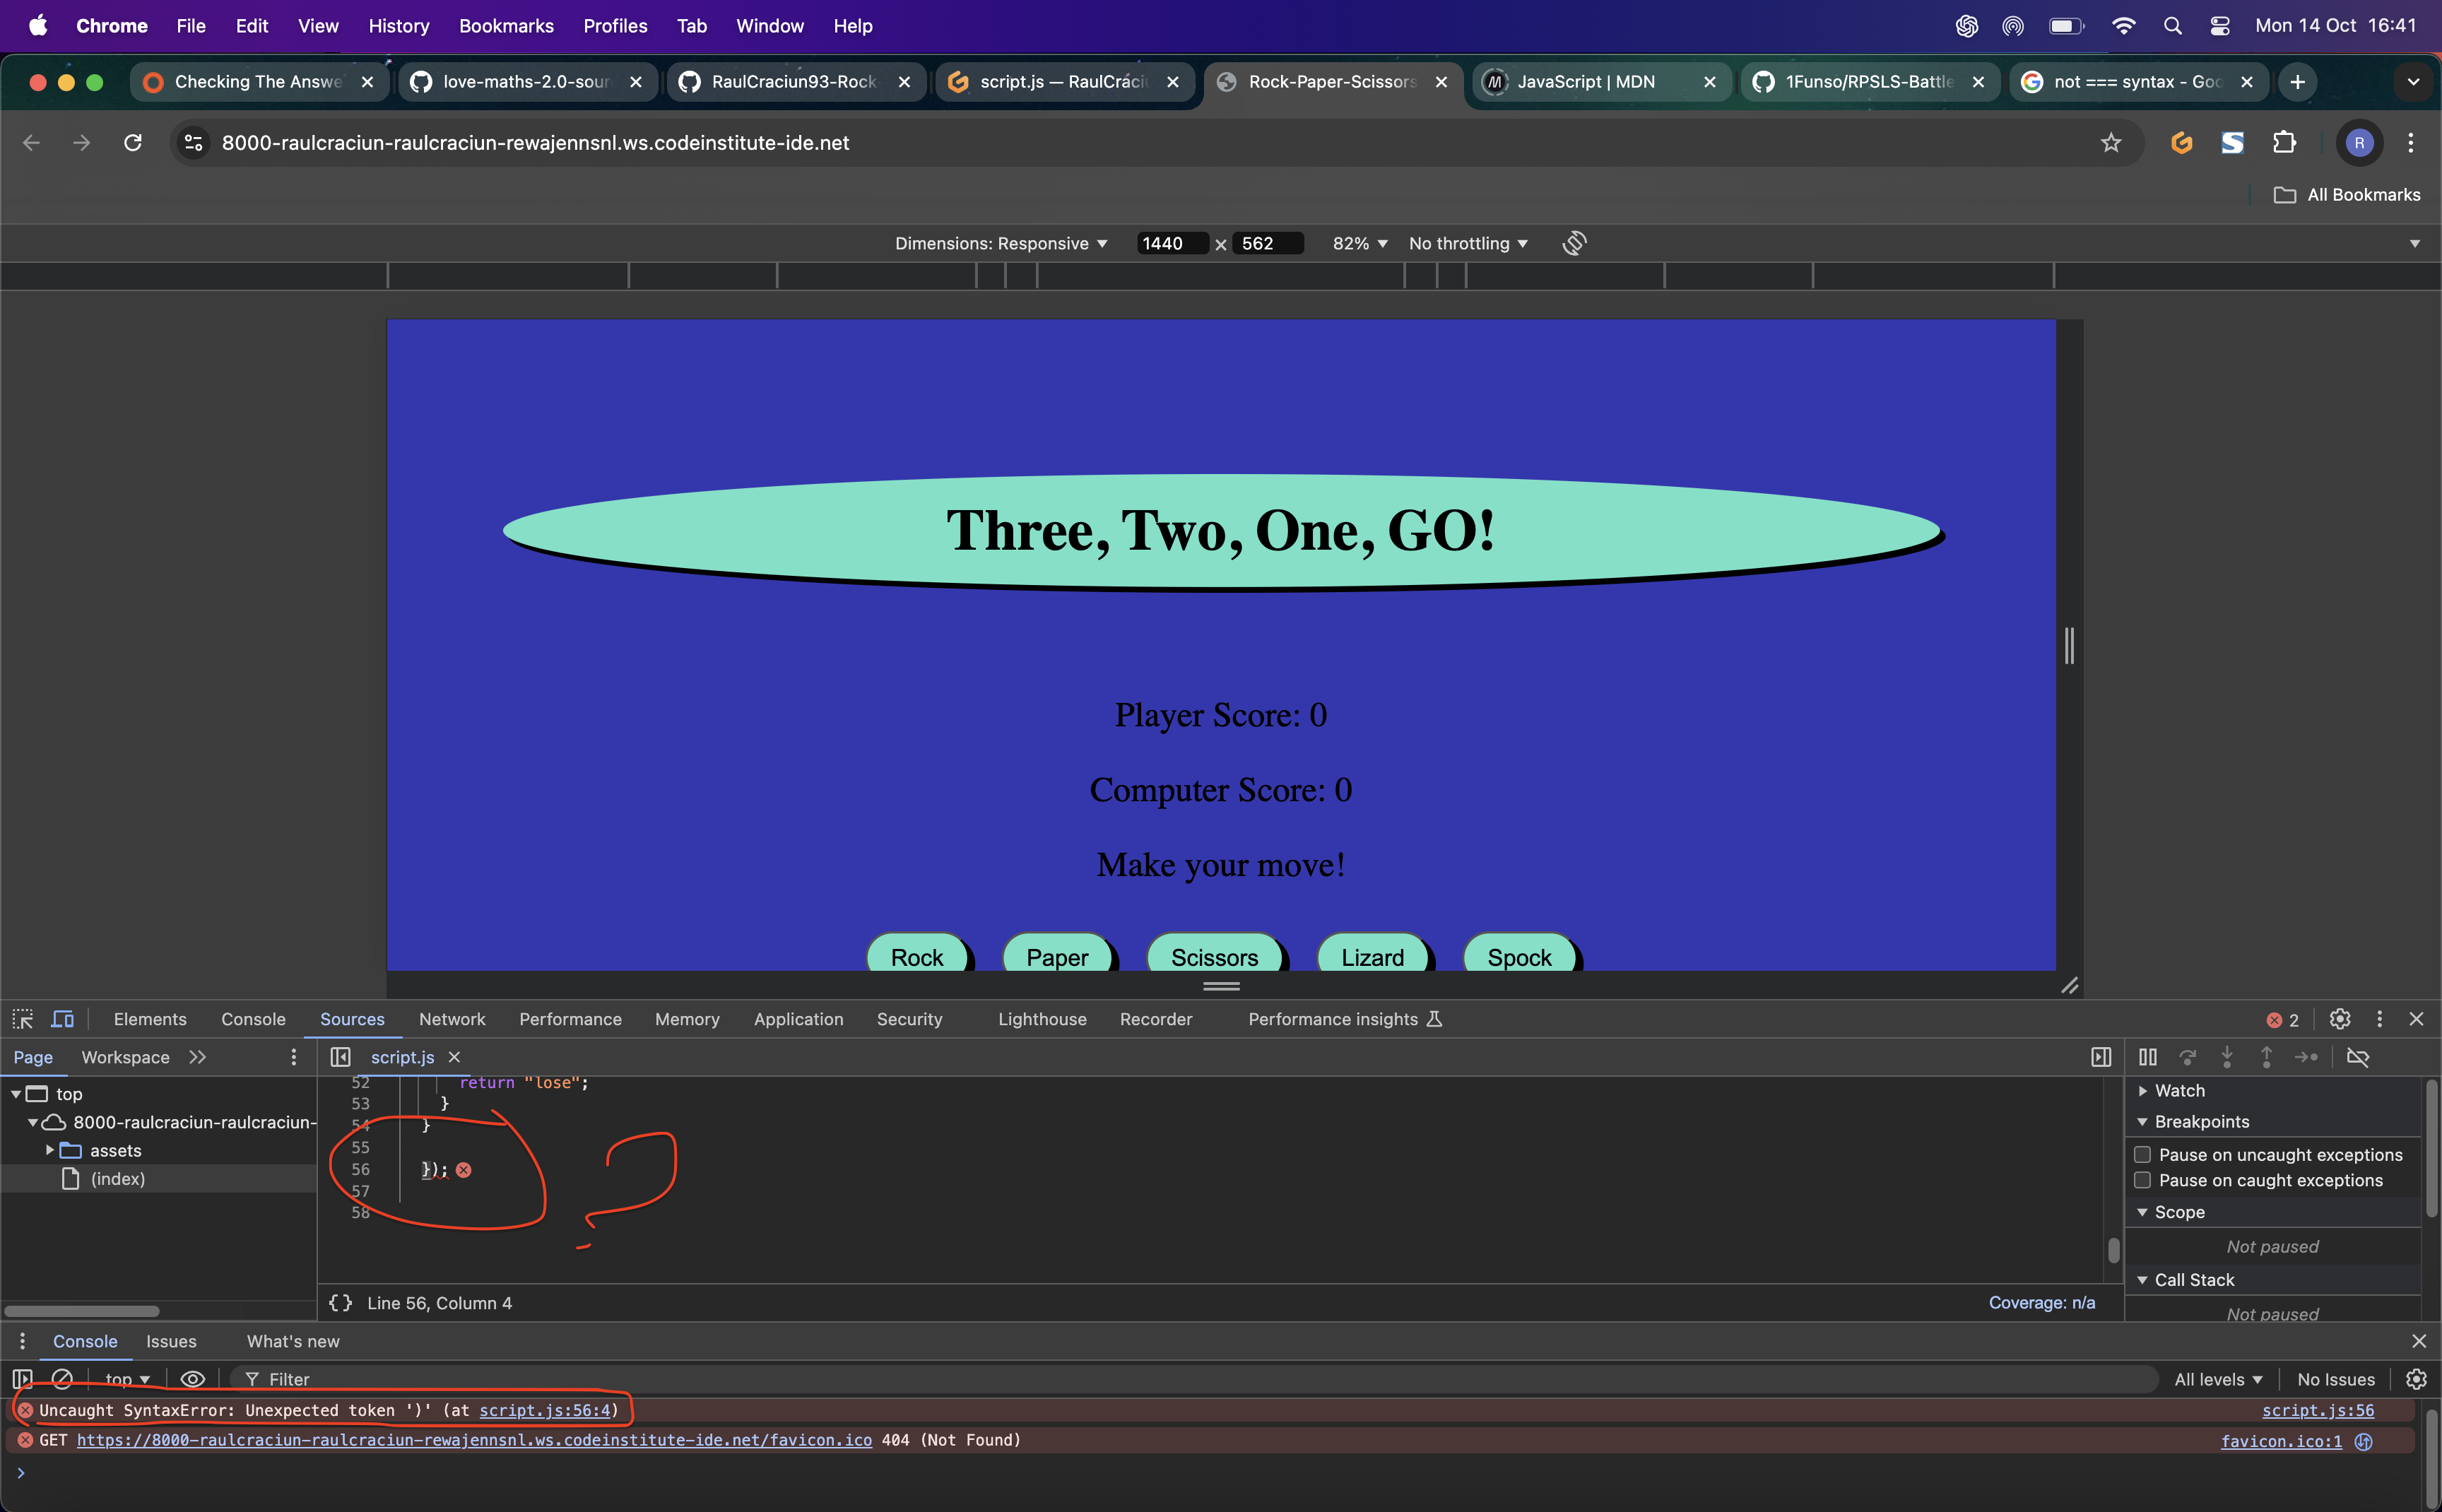 Chrome File Edit View History Bookmarks Profiles Tab Window Help Mon 14 Oct 16:41
Checking The Answe love-maths-2.0-sour RaulCraciun93-Rock script.js — RaulCraciu Rock-Paper-Scissors JavaScript | MDN 1Funso/RPSLS-Battle not === syntax - Goo
8000-raulcraciun-raulcraciun-rewajennsnl.ws.codeinstitute-ide.net R
All Bookmarks
Dimensions: Responsive 1440 × 562 82% No throttling
Three, Two, One, GO!
Player Score: 0
Computer Score: 0
Make your move!
Rock Paper Scissors Lizard Spock
Elements Console Sources Network Performance Memory Application Security Lighthouse Recorder Performance insights 2
Page Workspace script.js
top
8000-raulcraciun-raulcraciun-
assets
(index)
52 return "lose";
53 }
54 }
55
56 });
57
58
Line 56, Column 4 Coverage: n/a
Watch
Breakpoints
Pause on uncaught exceptions
Pause on caught exceptions
Scope
Not paused
Call Stack
Not paused
Console Issues What's new
top Filter All levels No Issues
Uncaught SyntaxError: Unexpected token ')' (at script.js:56:4) script.js:56
GET https://8000-raulcraciun-raulcraciun-rewajennsnl.ws.codeinstitute-ide.net/favicon.ico 404 (Not Found) favicon.ico:1